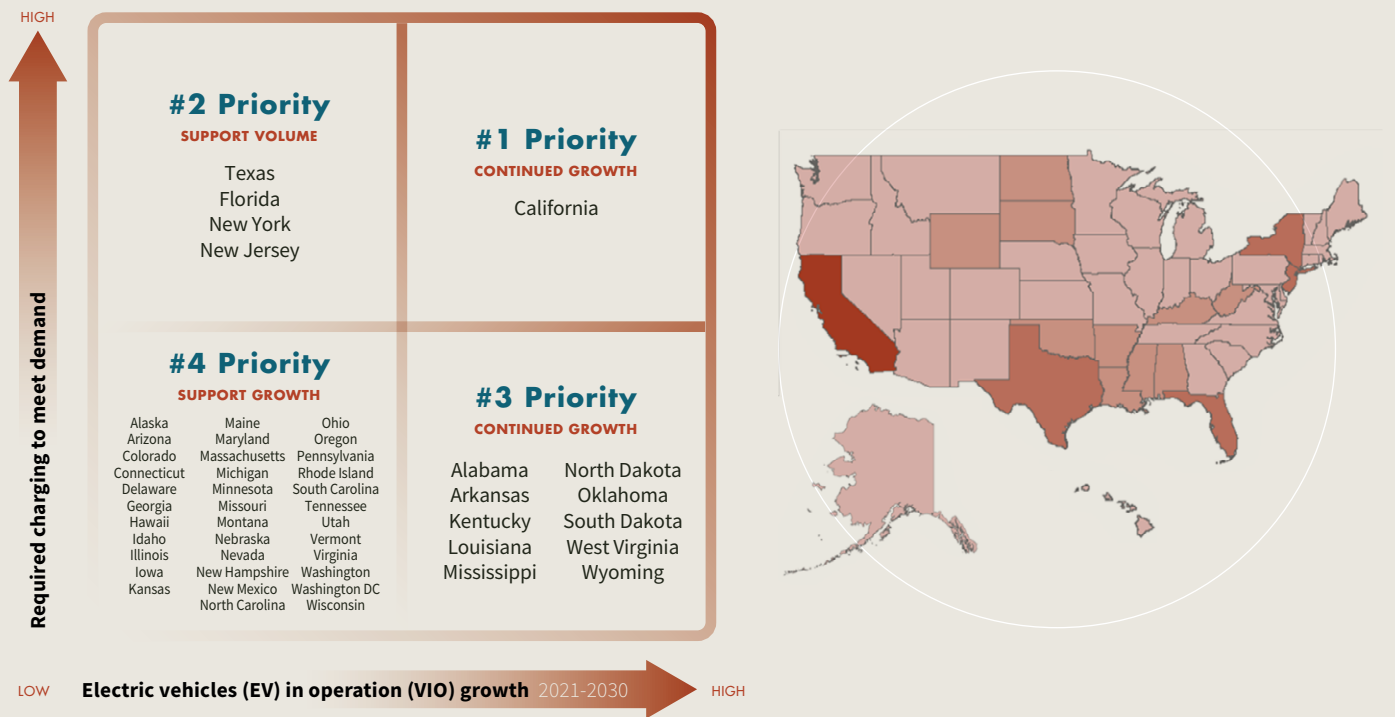 HIGH
Required charging to meet demand
#2 Priority
SUPPORT VOLUME
Texas
Florida
New York
New Jersey
#1 Priority
CONTINUED GROWTH
California
#4 Priority
SUPPORT GROWTH
Alaska
Arizona
Colorado
Connecticut
Delaware
Georgia
Hawaii
Idaho
Illinois
Iowa
Kansas
Maine
Maryland
Massachusetts
Michigan
Minnesota
Missouri
Montana
Nebraska
Nevada
New Hampshire
New Mexico
North Carolina
Ohio
Oregon
Pennsylvania
Rhode Island
South Carolina
Tennessee
Utah
Vermont
Virginia
Washington
Washington DC
Wisconsin
#3 Priority
CONTINUED GROWTH
Alabama
Arkansas
Kentucky
Louisiana
Mississippi
North Dakota
Oklahoma
South Dakota
West Virginia
Wyoming
LOW
Electric vehicles (EV) in operation (VIO) growth 2021-2030
HIGH